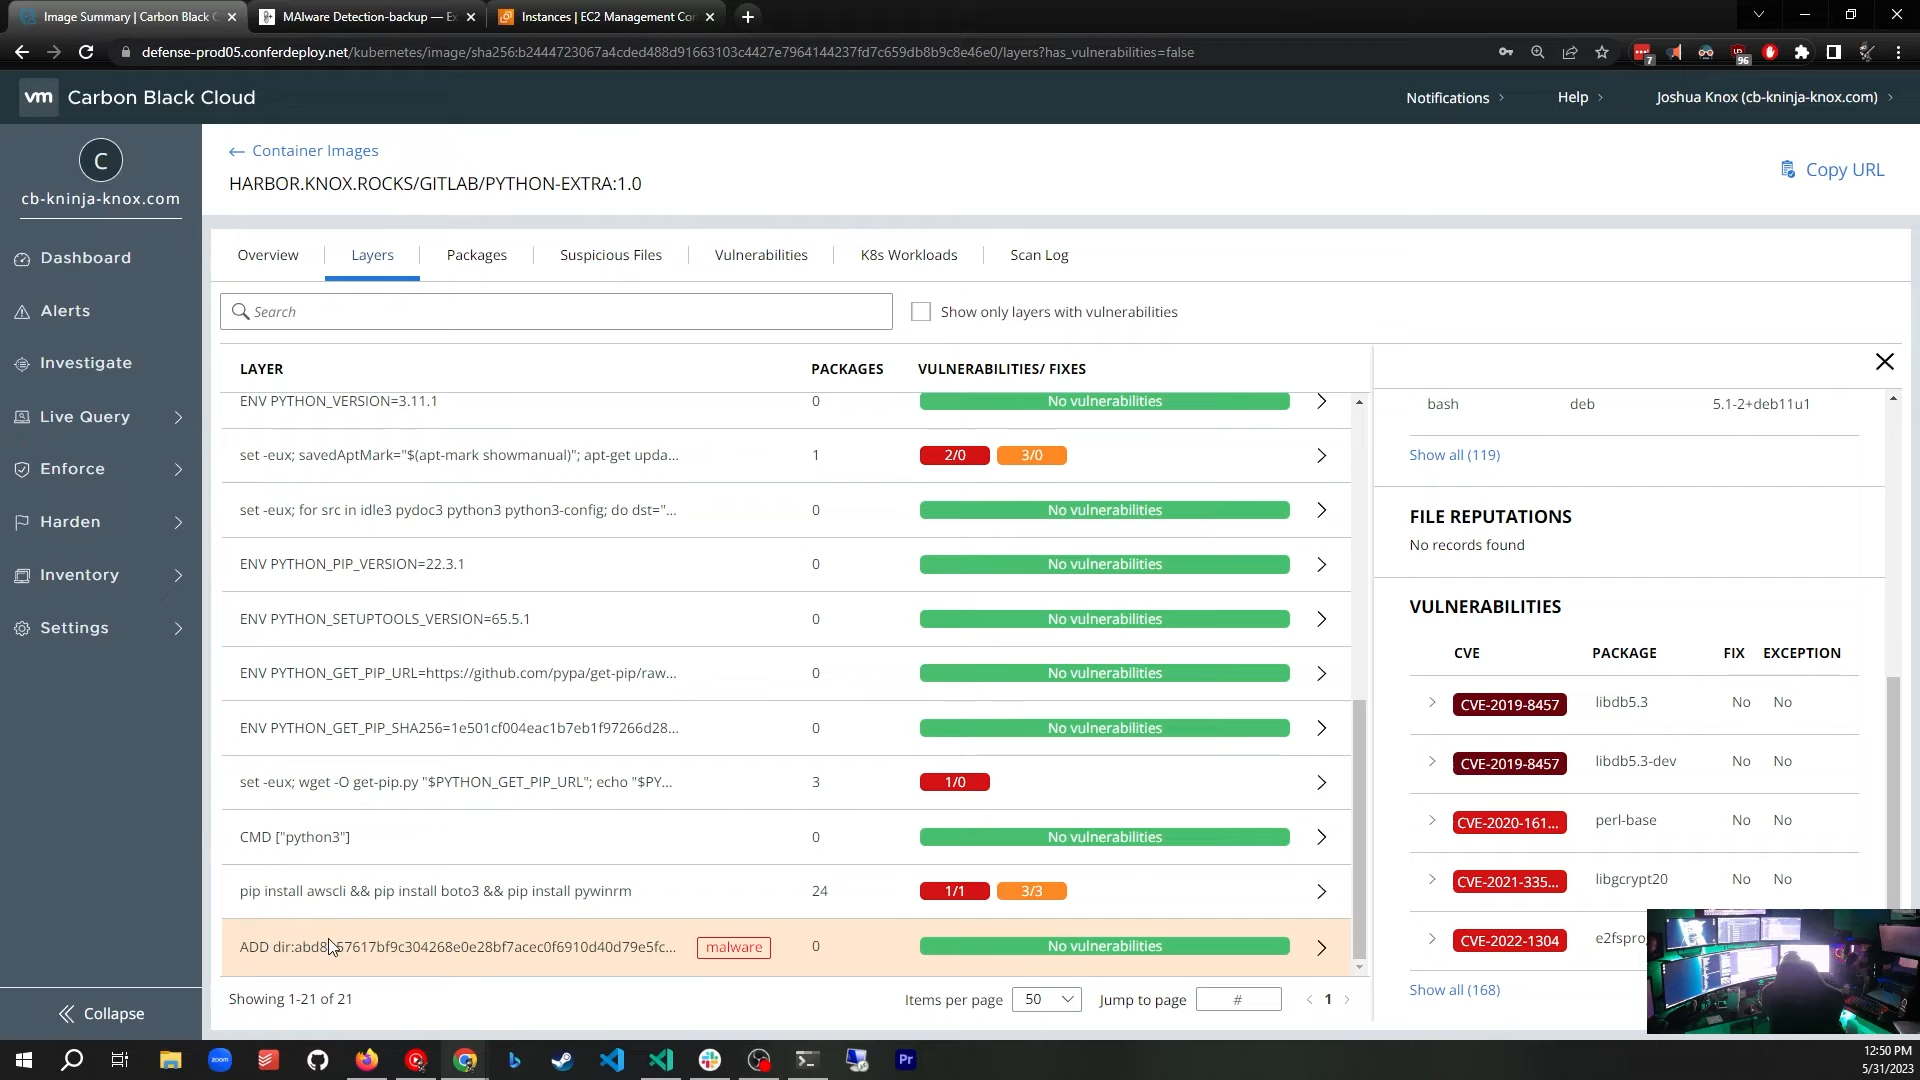 Image Summary | Carbon Black C
MAlware Detection-backup — Ex
Instances | EC2 Management Con
defense-prod05.conferdeploy.net/kubernetes/image/sha256:b2444723067a4cded488d91663103c4427e7964144237fd7c659db8b9c8e46e0/layers?has_vulnerabilities=false
7
96
vm Carbon Black Cloud
Notifications
Help
Joshua Knox (cb-kninja-knox.com)
C
cb-kninja-knox.com
Dashboard
Alerts
Investigate
Live Query
Enforce
Harden
Inventory
Settings
Collapse
Container Images
HARBOR.KNOX.ROCKS/GITLAB/PYTHON-EXTRA:1.0
Copy URL
Overview Layers Packages Suspicious Files Vulnerabilities K8s Workloads Scan Log
Search
Show only layers with vulnerabilities
LAYER PACKAGES VULNERABILITIES/ FIXES
ENV PYTHON_VERSION=3.11.1 0 No vulnerabilities
set -eux; savedAptMark="$(apt-mark showmanual)"; apt-get upda... 1 2/0 3/0
set -eux; for src in idle3 pydoc3 python3 python3-config; do dst="... 0 No vulnerabilities
ENV PYTHON_PIP_VERSION=22.3.1 0 No vulnerabilities
ENV PYTHON_SETUPTOOLS_VERSION=65.5.1 0 No vulnerabilities
ENV PYTHON_GET_PIP_URL=https://github.com/pypa/get-pip/raw... 0 No vulnerabilities
ENV PYTHON_GET_PIP_SHA256=1e501cf004eac1b7eb1f97266d28... 0 No vulnerabilities
set -eux; wget -O get-pip.py "$PYTHON_GET_PIP_URL"; echo "$PY... 3 1/0
CMD ["python3"] 0 No vulnerabilities
pip install awscli && pip install boto3 && pip install pywinrm 24 1/1 3/3
ADD malware 0 No vulnerabilities
Showing 1-21 of 21
Items per page 50 Jump to page # 1
bash deb 5.1-2+deb11u1
Show all (119)
FILE REPUTATIONS
No records found
VULNERABILITIES
CVE PACKAGE FIX EXCEPTION
CVE-2019-8457 libdb5.3 No No
CVE-2019-8457 libdb5.3-dev No No
CVE-2020-161... perl-base No No
CVE-2021-335... libgcrypt20 No No
CVE-2022-1304 e2fspro
Show all (168)
zoom
Pr
12:50 PM
5/31/2023